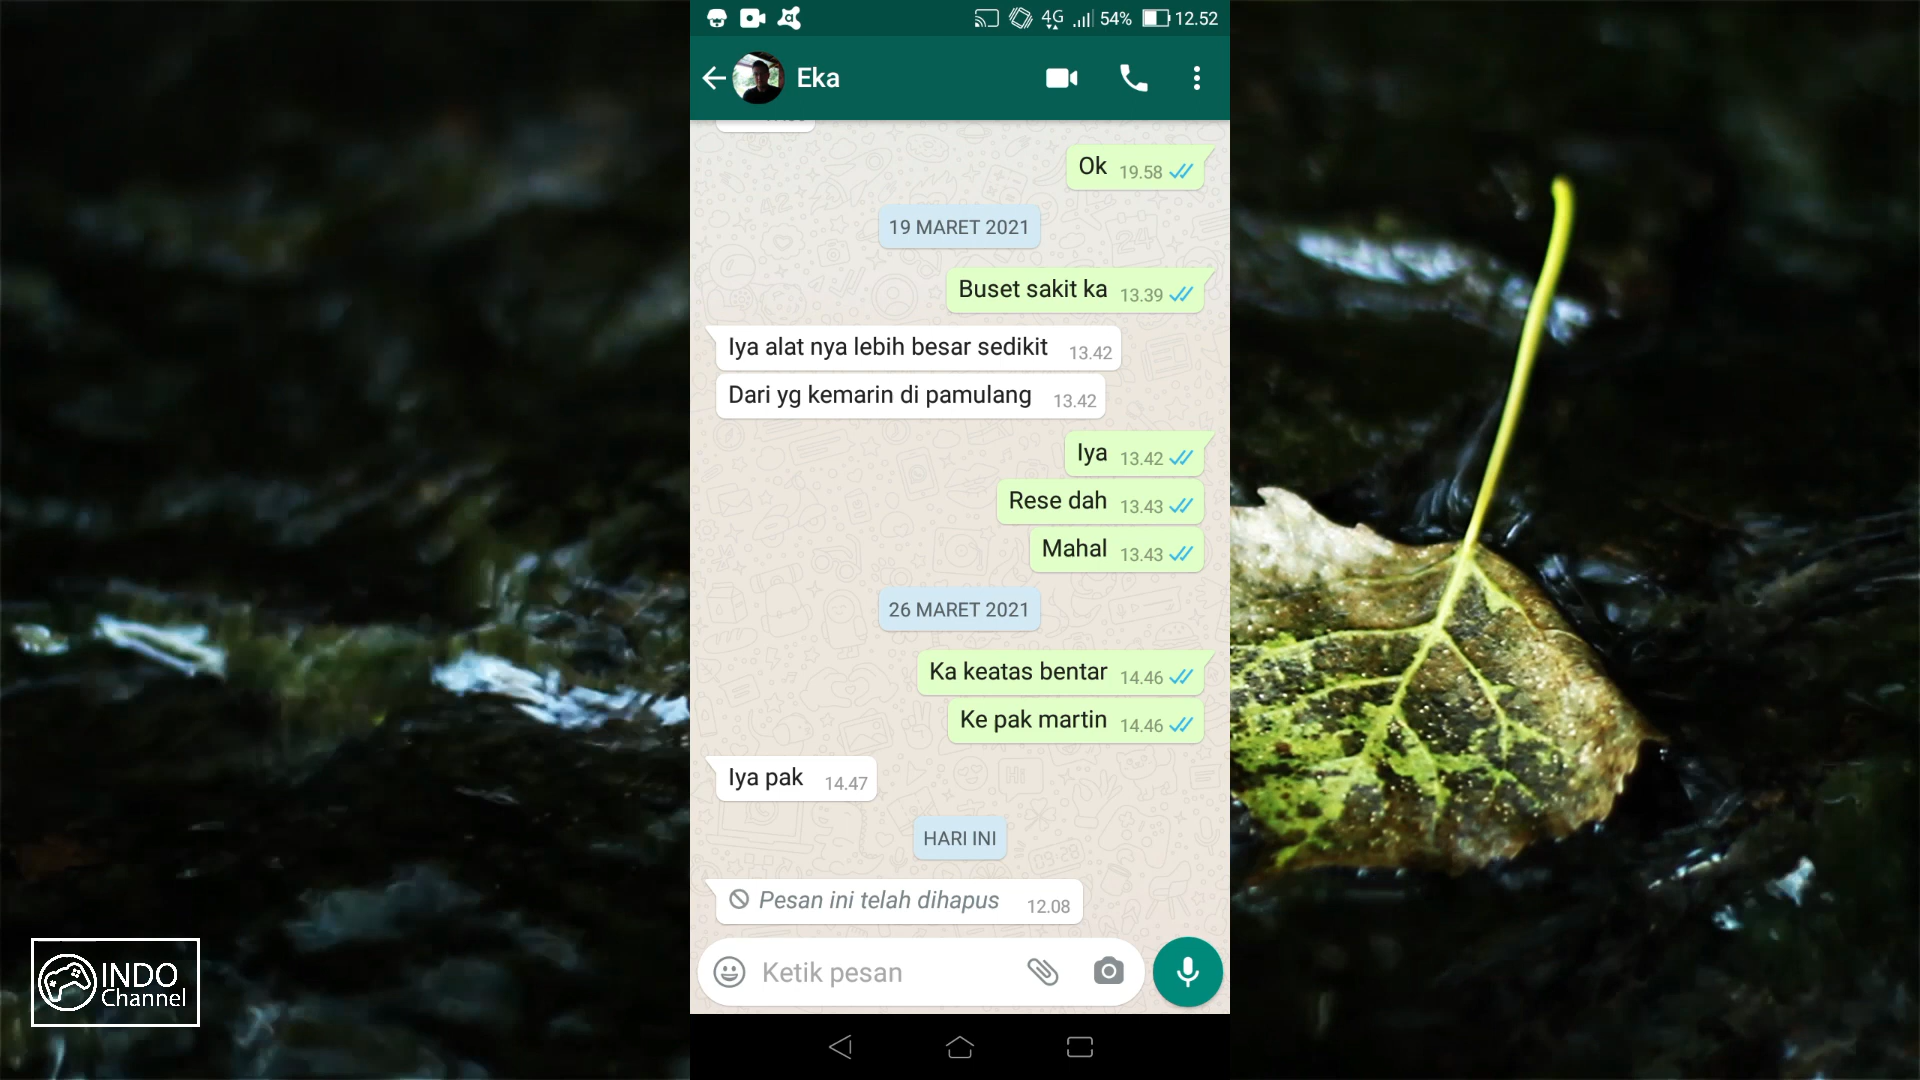 4G 54% 12.52
Eka
Ok 19.58
19 MARET 2021
Buset sakit ka 13.39
Iya alat nya lebih besar sedikit 13.42
Dari yg kemarin di pamulang 13.42
Iya 13.42
Rese dah 13.43
Mahal 13.43
26 MARET 2021
Ka keatas bentar 14.46
Ke pak martin 14.46
Iya pak 14.47
HARI INI
Pesan ini telah dihapus 12.08
Ketik pesan
INDO
Channel